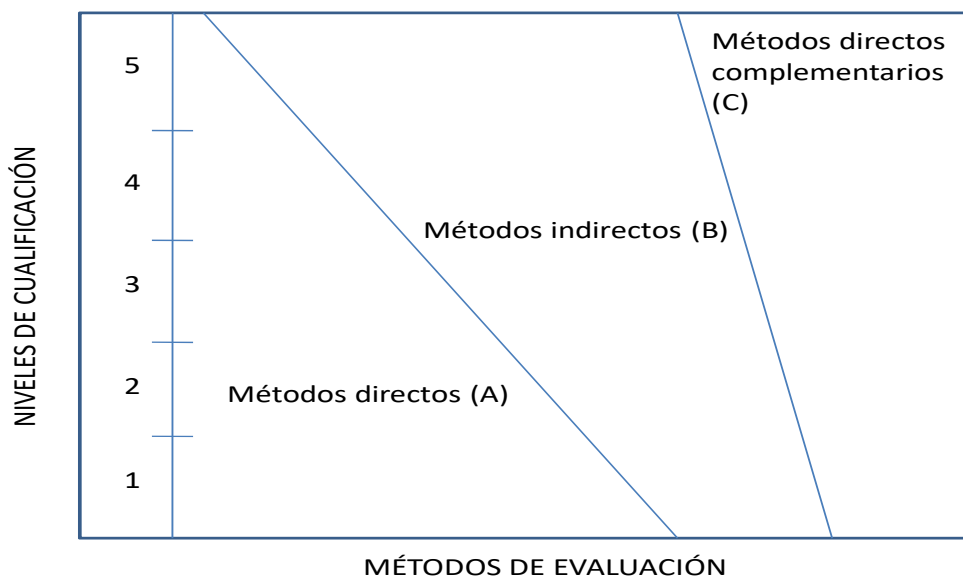 Métodos directos
complementarios
(C)
5
4
Métodos indirectos (B)
3
2
Métodos directos (A)
1
NIVELES DE CUALIFICACIÓN
MÉTODOS DE EVALUACIÓN